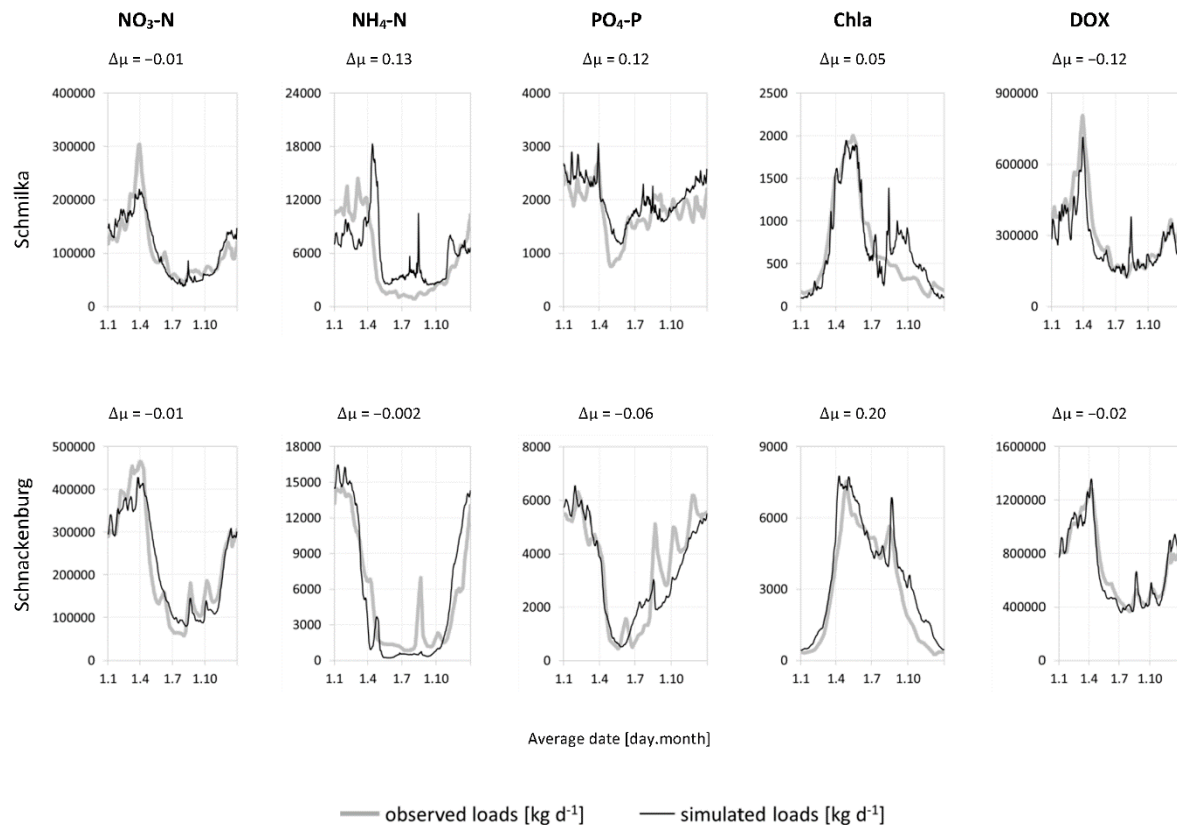 NO₃-N NH₄-N PO₄-P Chla DOX
Δμ = −0.01 Δμ = 0.13 Δμ = 0.12 Δμ = 0.05 Δμ = −0.12
Schmilka
400000 24000 4000 2500 900000
300000 18000 3000 2000 600000
200000 12000 2000 1500 300000
100000 6000 1000 1000 0
0 0 0 500
0
1.1 1.4 1.7 1.10 1.1 1.4 1.7 1.10 1.1 1.4 1.7 1.10 1.1 1.4 1.7 1.10 1.1 1.4 1.7 1.10
Δμ = −0.01 Δμ = −0.002 Δμ = −0.06 Δμ = 0.20 Δμ = −0.02
Schnackenburg
500000 18000 8000 9000 1600000
400000 15000 6000 6000 1200000
300000 12000 4000 3000 800000
200000 9000 2000 0 400000
100000 6000 0 0
0 3000
0
1.1 1.4 1.7 1.10 1.1 1.4 1.7 1.10 1.1 1.4 1.7 1.10 1.1 1.4 1.7 1.10 1.1 1.4 1.7 1.10
Average date [day.month]
observed loads [kg d⁻¹] simulated loads [kg d⁻¹]